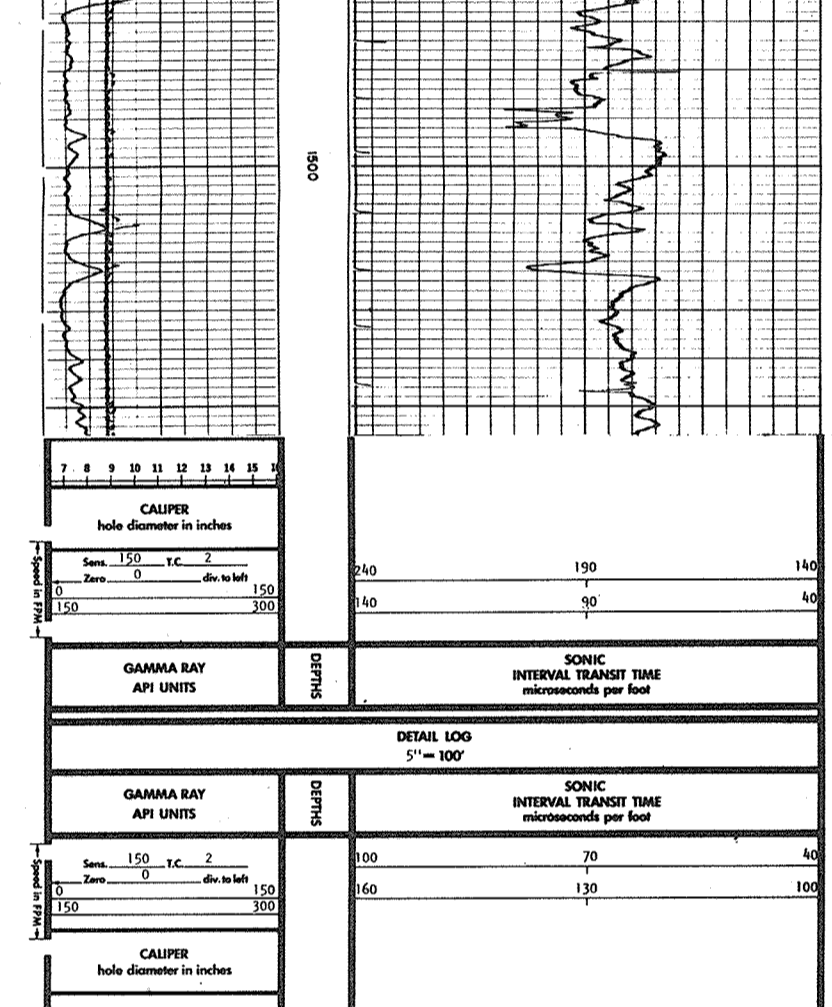 1500
7 8 9 10 11 12 13 14 15 16
CALIPER
hole diameter in inches
Speed in FPM
Sens. 150 T.C. 2
Zero 0 div. to left
0 150
150 300
240 190 140
140 90 40
GAMMA RAY
API UNITS
DEPTHS
SONIC
INTERVAL TRANSIT TIME
microseconds per foot
DETAIL LOG
5" = 100'
GAMMA RAY
API UNITS
DEPTHS
SONIC
INTERVAL TRANSIT TIME
microseconds per foot
Speed in FPM
Sens. 150 T.C. 2
Zero 0 div. to left
0 150
150 300
100 70 40
160 130 100
CALIPER
hole diameter in inches